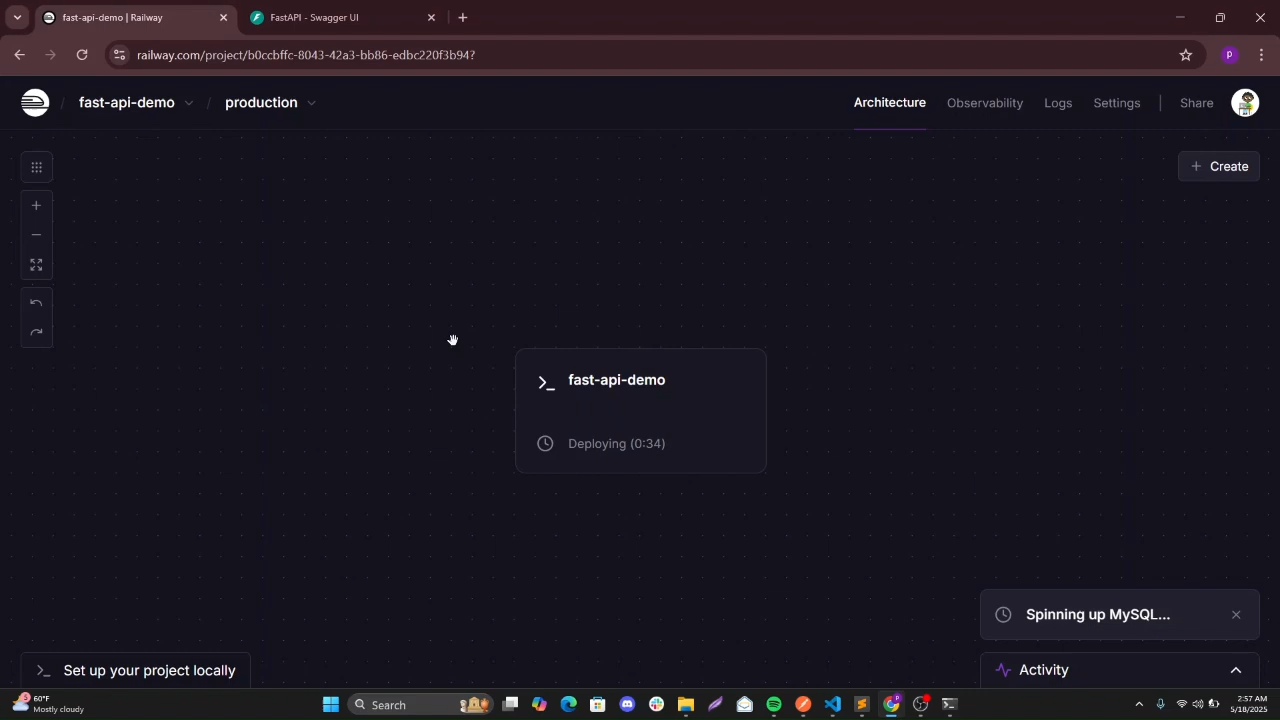 fast-api-demo | Railway
FastAPI - Swagger UI
railway.com/project/b0ccbffc-8043-42a3-bb86-edbc220f3b94?
p
/ fast-api-demo / production
Architecture Observability Logs Settings Share
Create
fast-api-demo
Deploying (0:34)
Spinning up MySQL...
Set up your project locally
Activity
5
60°F
Mostly cloudy
Search
2:57 AM
5/18/2025